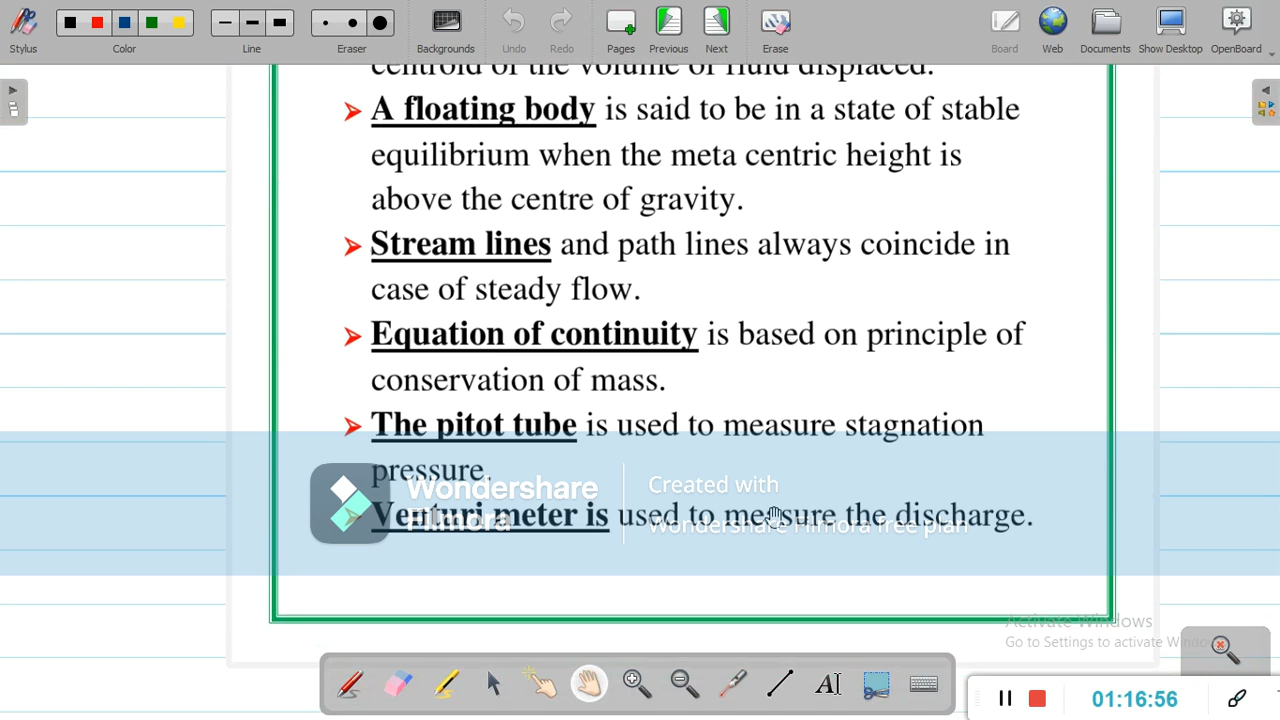 Stylus Color Line Eraser Backgrounds Undo Redo Pages Previous Next Erase Board Web Documents Show Desktop OpenBoard
centroid of the volume of fluid displaced.
➢ A floating body is said to be in a state of stable
equilibrium when the meta centric height is
above the centre of gravity.
➢ Stream lines and path lines always coincide in
case of steady flow.
➢ Equation of continuity is based on principle of
conservation of mass.
➢ The pitot tube is used to measure stagnation
pressure.
Wondershare
Filmora
Created with
Wondershare Filmora free plan
➢ Venturi meter is used to measure the discharge.
Activate Windows
Go to Settings to activate Windows.
01:16:56